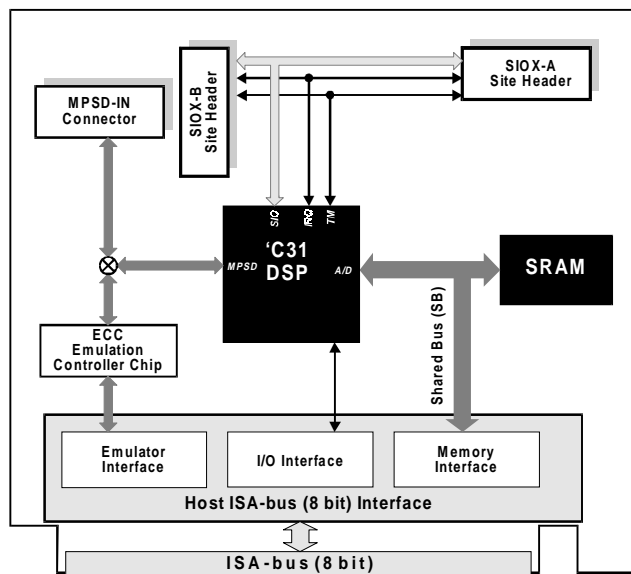 SIOX-A
Site Header
MPSD-IN
Connector
SIOX-B
Site Header
SIO
IRQ
TM
'C31
DSP
MPSD
A/D
SRAM
Shared Bus (SB)
ECC
Emulation
Controller Chip
Emulator
Interface
I/O Interface
Memory
Interface
Host ISA-bus (8 bit) Interface
ISA-bus (8 bit)